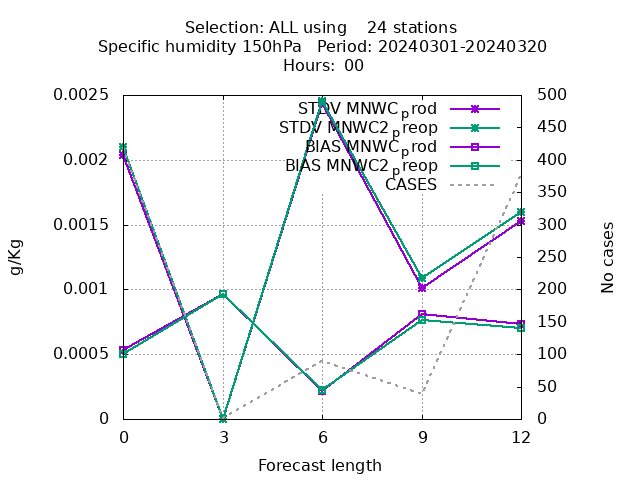 Selection: ALL using    24 stations
Specific humidity 150hPa   Period: 20240301-20240320
Hours: 00
STDV MNWC_prod
STDV MNWC2_preop
BIAS MNWC_prod
BIAS MNWC2_preop
CASES
g/Kg
0.0025
0.002
0.0015
0.001
0.0005
0
No cases
500
450
400
350
300
250
200
150
100
50
0
0 3 6 9 12
Forecast length